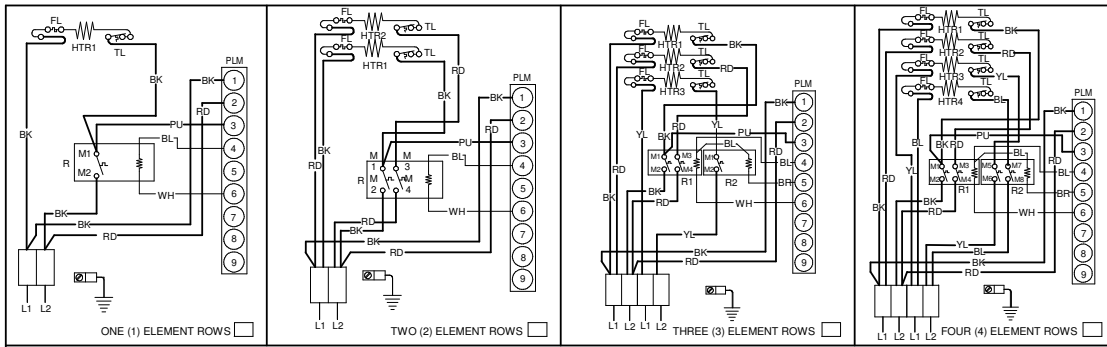 FL
HTR1
TL
BK
BK
PLM
1
BK
2
RD
3
PU
4
BL
M1
R
M2
5
6
WH
7
BK
BK
RD
8
9
L1 L2
ONE (1) ELEMENT ROWS
FL
TL
HTR2
FL
TL
HTR1
RD
BK
BK
RD
PLM
1
BK
2
RD
3
PU
M M
1 3
4
BL
R M M
2 4
5
6
WH
7
RD
BK
BK
RD
8
9
L1 L2
TWO (2) ELEMENT ROWS
FL TL
HTR1
BK
FL TL
HTR2
RD
FL TL
HTR3
PLM
1
BK
2
RD
YL
BK
RD
YL
PU
3
BL
M1 M3 M1
BL
4
M2 M4 M2
R1 R2
BR
5
BK
RD
WH
6
BK
RD
YL
7
BK
8
RD
9
L1 L2 L1 L2
THREE (3) ELEMENT ROWS
FL TL
HTR1
BK
FL TL
HTR2
RD
FL TL
HTR3
YL
FL TL
HTR4
BL
PLM
1
BK
2
RD
PU
3
YL
BL
BK RD
BL
M1 M3 M5 M7
4
BL
M2 M4 M6 M8
R1 R2
5
BR
BK
RD
BK
RD
WH
6
YL
BL
7
BK
8
RD
9
L1 L2 L1 L2
FOUR (4) ELEMENT ROWS